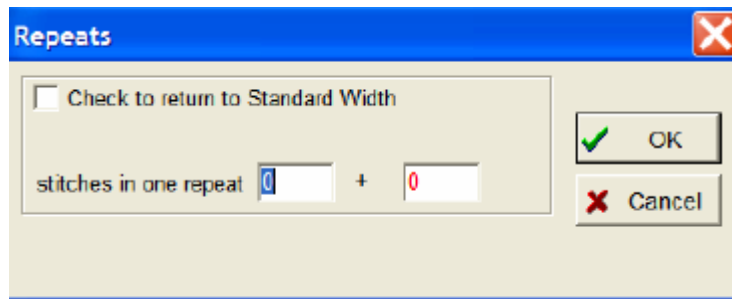 Repeats
Check to return to Standard Width
stitches in one repeat 0 + 0
OK
Cancel